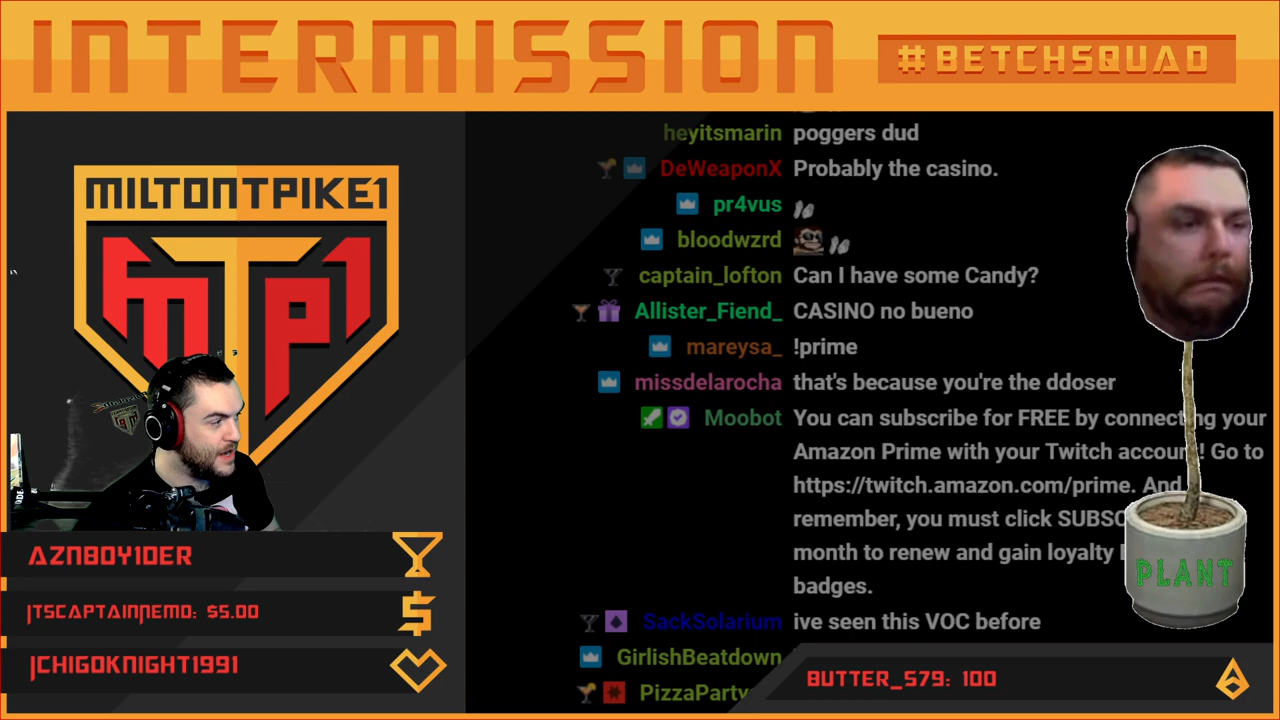 INTERMISSION
#BETCHSQUAD
MILTONTPIKE1
MTP1
heyitsmarin poggers dud
DeWeaponX Probably the casino.
pr4vus
bloodwzrd
captain_lofton Can I have some Candy?
Allister_Fiend_ CASINO no bueno
mareysa_ !prime
missdelarocha that's because you're the ddoser
Moobot You can subscribe for FREE by connecting your
Amazon Prime with your Twitch account! Go to
https://twitch.amazon.com/prime. And
remember, you must click SUBSC
month to renew and gain loyalty
badges.
SackSolarium ive seen this VOC before
GirlishBeatdown
PizzaParty
PLANT
AZNBOY1DER
ITSCAPTAINNEMO: $5.00
ICHIGOKNIGHT1991
BUTTER_579: 100